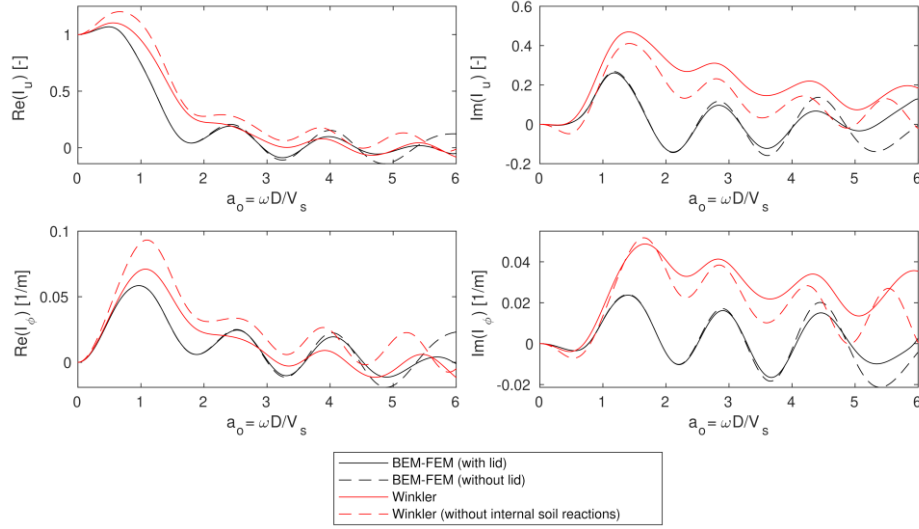 Re(I_u) [-]
1
0.5
0
0 1 2 3 4 5 6
a_o = ωD/V_s
Im(I_u) [-]
0.6
0.4
0.2
0
-0.2
0 1 2 3 4 5 6
a_o = ωD/V_s
Re(I_ϕ) [1/m]
0.1
0.05
0
0 1 2 3 4 5 6
a_o = ωD/V_s
Im(I_ϕ) [1/m]
0.04
0.02
0
-0.02
0 1 2 3 4 5 6
a_o = ωD/V_s
BEM-FEM (with lid)
BEM-FEM (without lid)
Winkler
Winkler (without internal soil reactions)